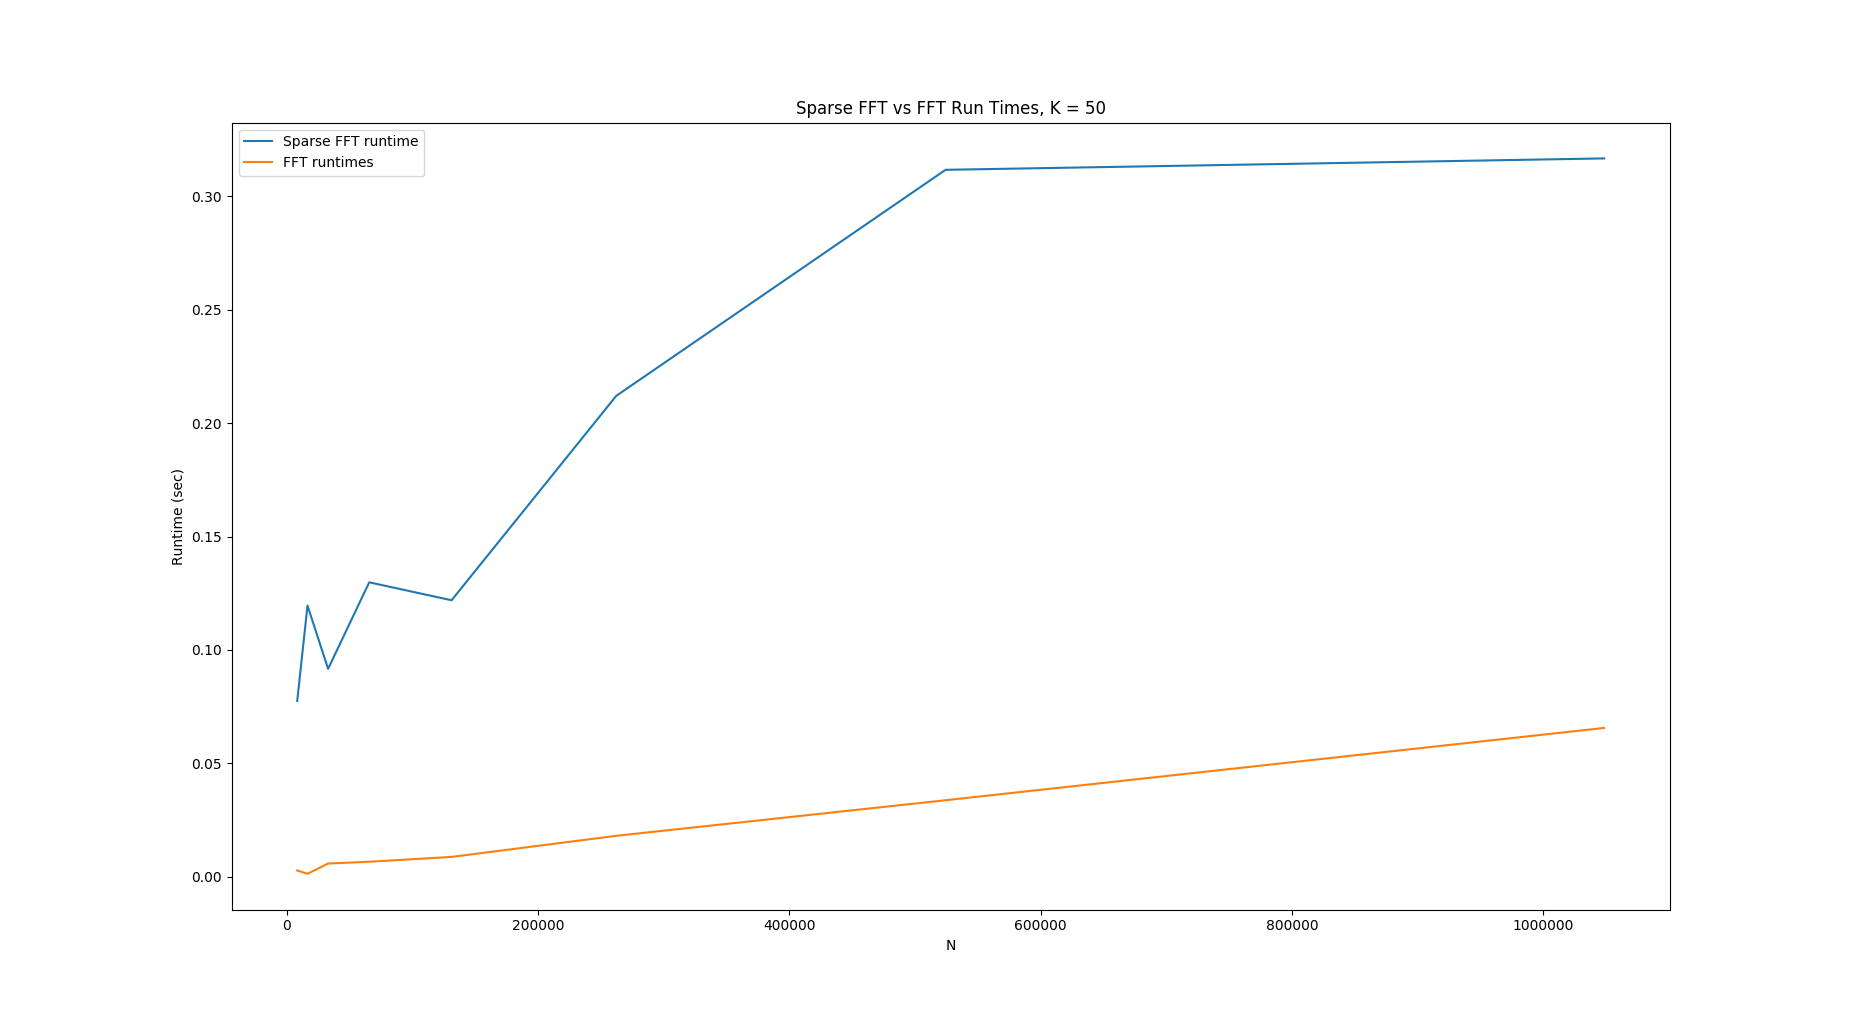 Sparse FFT vs FFT Run Times, K = 50
Sparse FFT runtime
FFT runtimes
0.30
0.25
0.20
0.15
0.10
0.05
0.00
Runtime (sec)
0 200000 400000 600000 800000 1000000
N